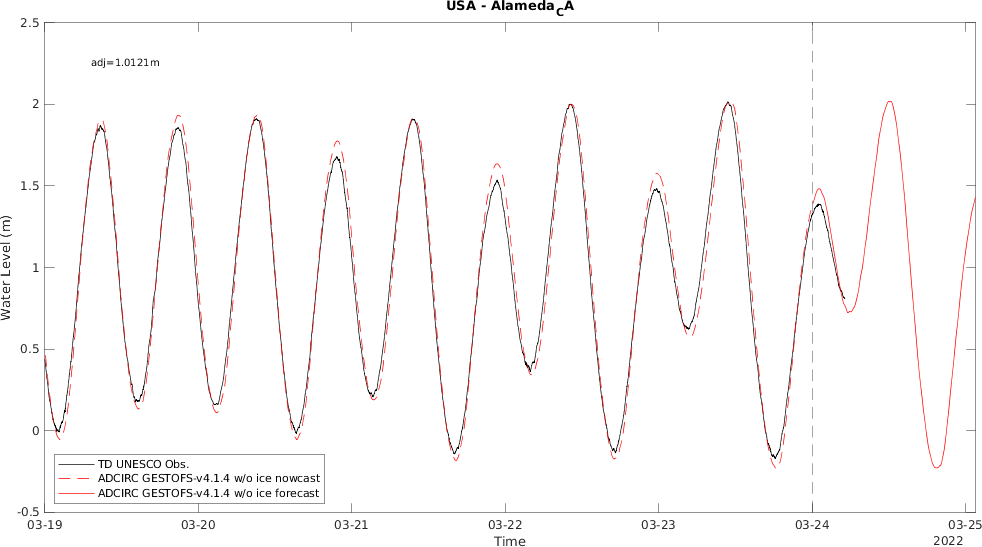 USA - Alameda_CA
adj=1.0121m
2.5
2
1.5
1
0.5
0
-0.5
Water Level (m)
TD UNESCO Obs.
ADCIRC GESTOFS-v4.1.4 w/o ice nowcast
ADCIRC GESTOFS-v4.1.4 w/o ice forecast
03-19 03-20 03-21 03-22 03-23 03-24 03-25
Time
2022